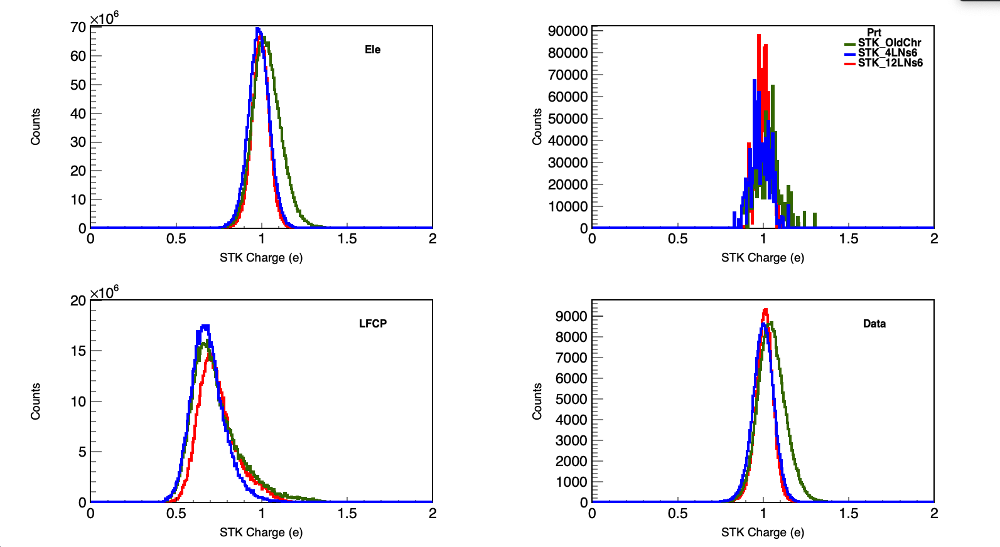 ×10⁶
70
60
50
40
30
20
10
0
Counts
Ele
0 0.5 1 1.5 2
STK Charge (e)
90000
80000
70000
60000
50000
40000
30000
20000
10000
0
Counts
Prt
STK_OldChr
STK_4LNs6
STK_12LNs6
0 0.5 1 1.5 2
STK Charge (e)
×10⁶
20
15
10
5
0
Counts
LFCP
0 0.5 1 1.5 2
STK Charge (e)
9000
8000
7000
6000
5000
4000
3000
2000
1000
0
Counts
Data
0 0.5 1 1.5 2
STK Charge (e)